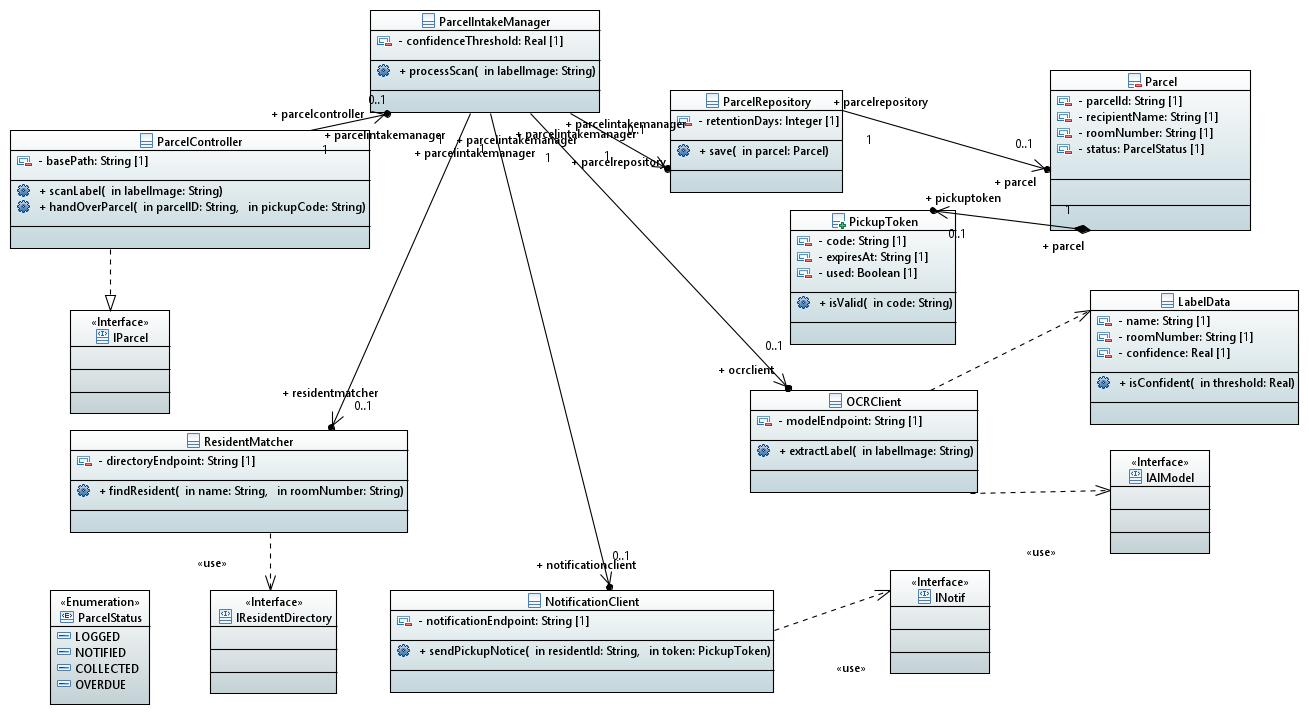 ParcelIntakeManager
- confidenceThreshold: Real [1]
+ processScan( in labelImage: String)
0..1
+ parcelcontroller
1
+ parcelintakemanager
1
+ parcelintakemanager
+ parcelintakemanager
1
+ parcelintakemanager
1
+ parcelintakemanager
1
0..1
+ parcelrepository
ParcelRepository
- retentionDays: Integer [1]
+ save( in parcel: Parcel)
+ parcelrepository
1
0..1
+ parcel
Parcel
- parcelId: String [1]
- recipientName: String [1]
- roomNumber: String [1]
- status: ParcelStatus [1]
1
+ parcel
+ pickuptoken
0..1
ParcelController
- basePath: String [1]
+ scanLabel( in labelImage: String)
+ handOverParcel( in parcelID: String, in pickupCode: String)
PickupToken
- code: String [1]
- expiresAt: String [1]
- used: Boolean [1]
+ isValid( in code: String)
«Interface»
IParcel
LabelData
- name: String [1]
- roomNumber: String [1]
- confidence: Real [1]
+ isConfident( in threshold: Real)
0..1
+ ocrclient
OCRClient
- modelEndpoint: String [1]
+ extractLabel( in labelImage: String)
+ residentmatcher
0..1
ResidentMatcher
- directoryEndpoint: String [1]
+ findResident( in name: String, in roomNumber: String)
«Interface»
IAIModel
«use»
«use»
0..1
+ notificationclient
«Enumeration»
ParcelStatus
LOGGED
NOTIFIED
COLLECTED
OVERDUE
«Interface»
IResidentDirectory
NotificationClient
- notificationEndpoint: String [1]
+ sendPickupNotice( in residentId: String, in token: PickupToken)
«Interface»
INotif
«use»